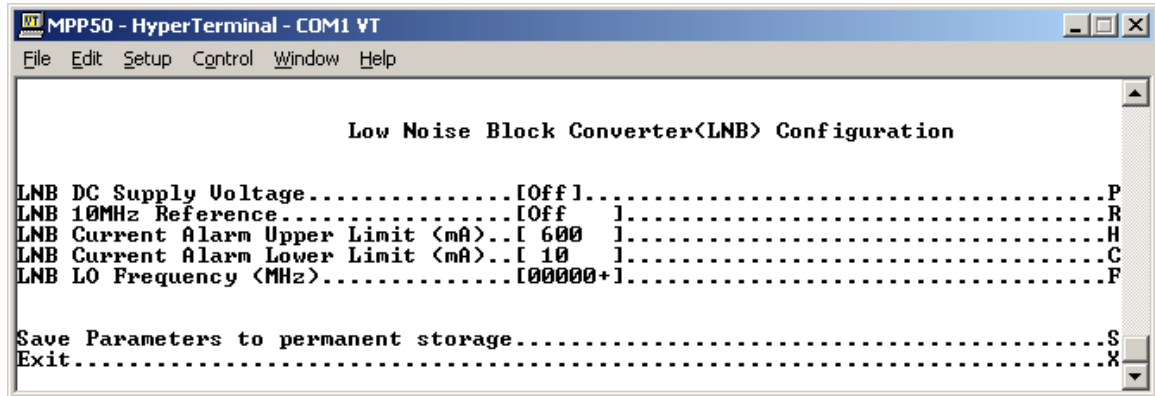 MPP50 - HyperTerminal - COM1 VT
File Edit Setup Control Window Help
Low Noise Block Converter(LNB) Configuration
LNB DC Supply Voltage................[Off]............................................P
LNB 10MHz Reference..................[Off   ].........................................R
LNB Current Alarm Upper Limit (mA)..[ 600   ].........................................H
LNB Current Alarm Lower Limit (mA)..[ 10    ].........................................C
LNB LO Frequency (MHz)...............[00000+].........................................F
Save Parameters to permanent storage..................................................S
Exit..................................................................................X